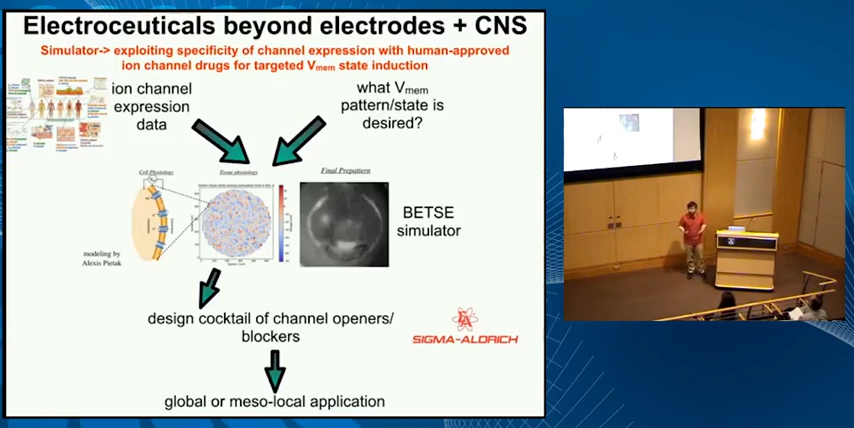 Electroceuticals beyond electrodes + CNS
Simulator-> exploiting specificity of channel expression with human-approved
ion channel drugs for targeted Vmem state induction
ion channel
expression
data
what Vmem
pattern/state is
desired?
Cell Physiology
Tissue physiology
Final Prepattern
modeling by
Alexis Pietak
BETSE
simulator
design cocktail of channel openers/
blockers
SIGMA-ALDRICH
global or meso-local application